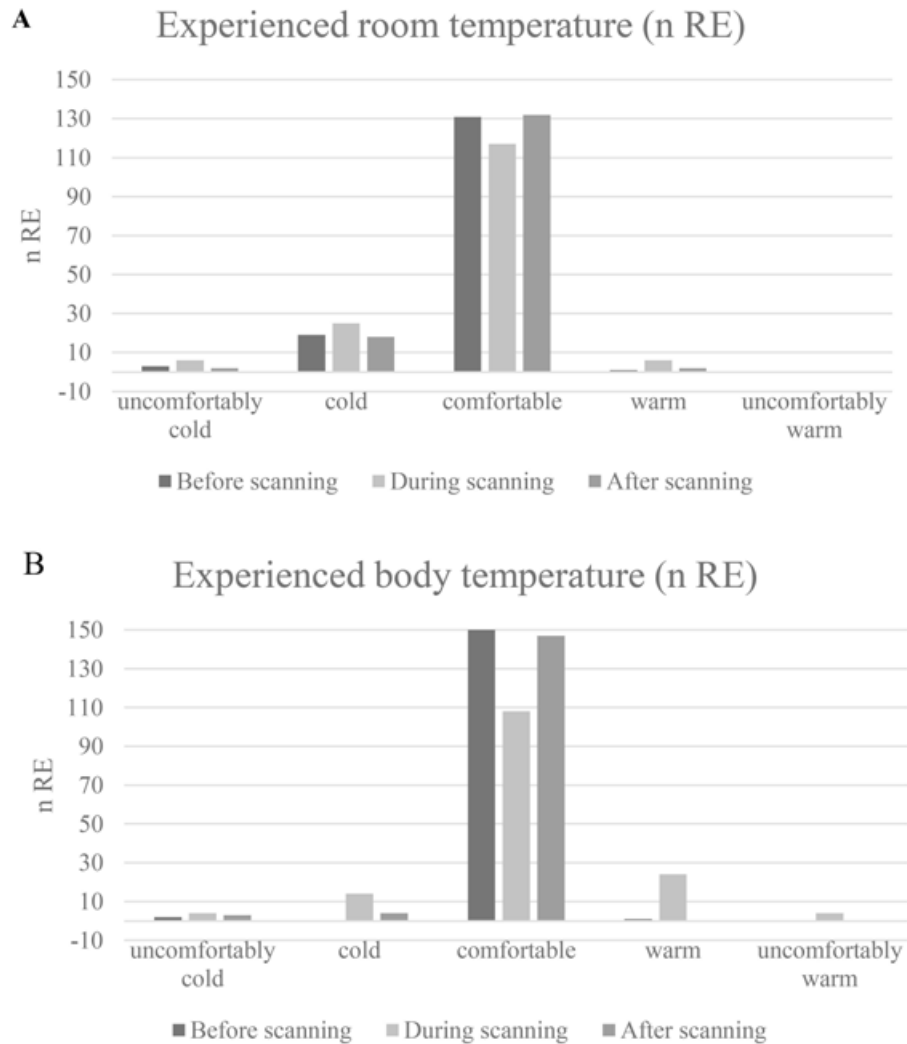 A
Experienced room temperature (n RE)
150
130
110
90
70
50
30
10
-10
n RE
uncomfortably cold
cold
comfortable
warm
uncomfortably warm
Before scanning
During scanning
After scanning
B
Experienced body temperature (n RE)
150
130
110
90
70
50
30
10
-10
n RE
uncomfortably cold
cold
comfortable
warm
uncomfortably warm
Before scanning
During scanning
After scanning